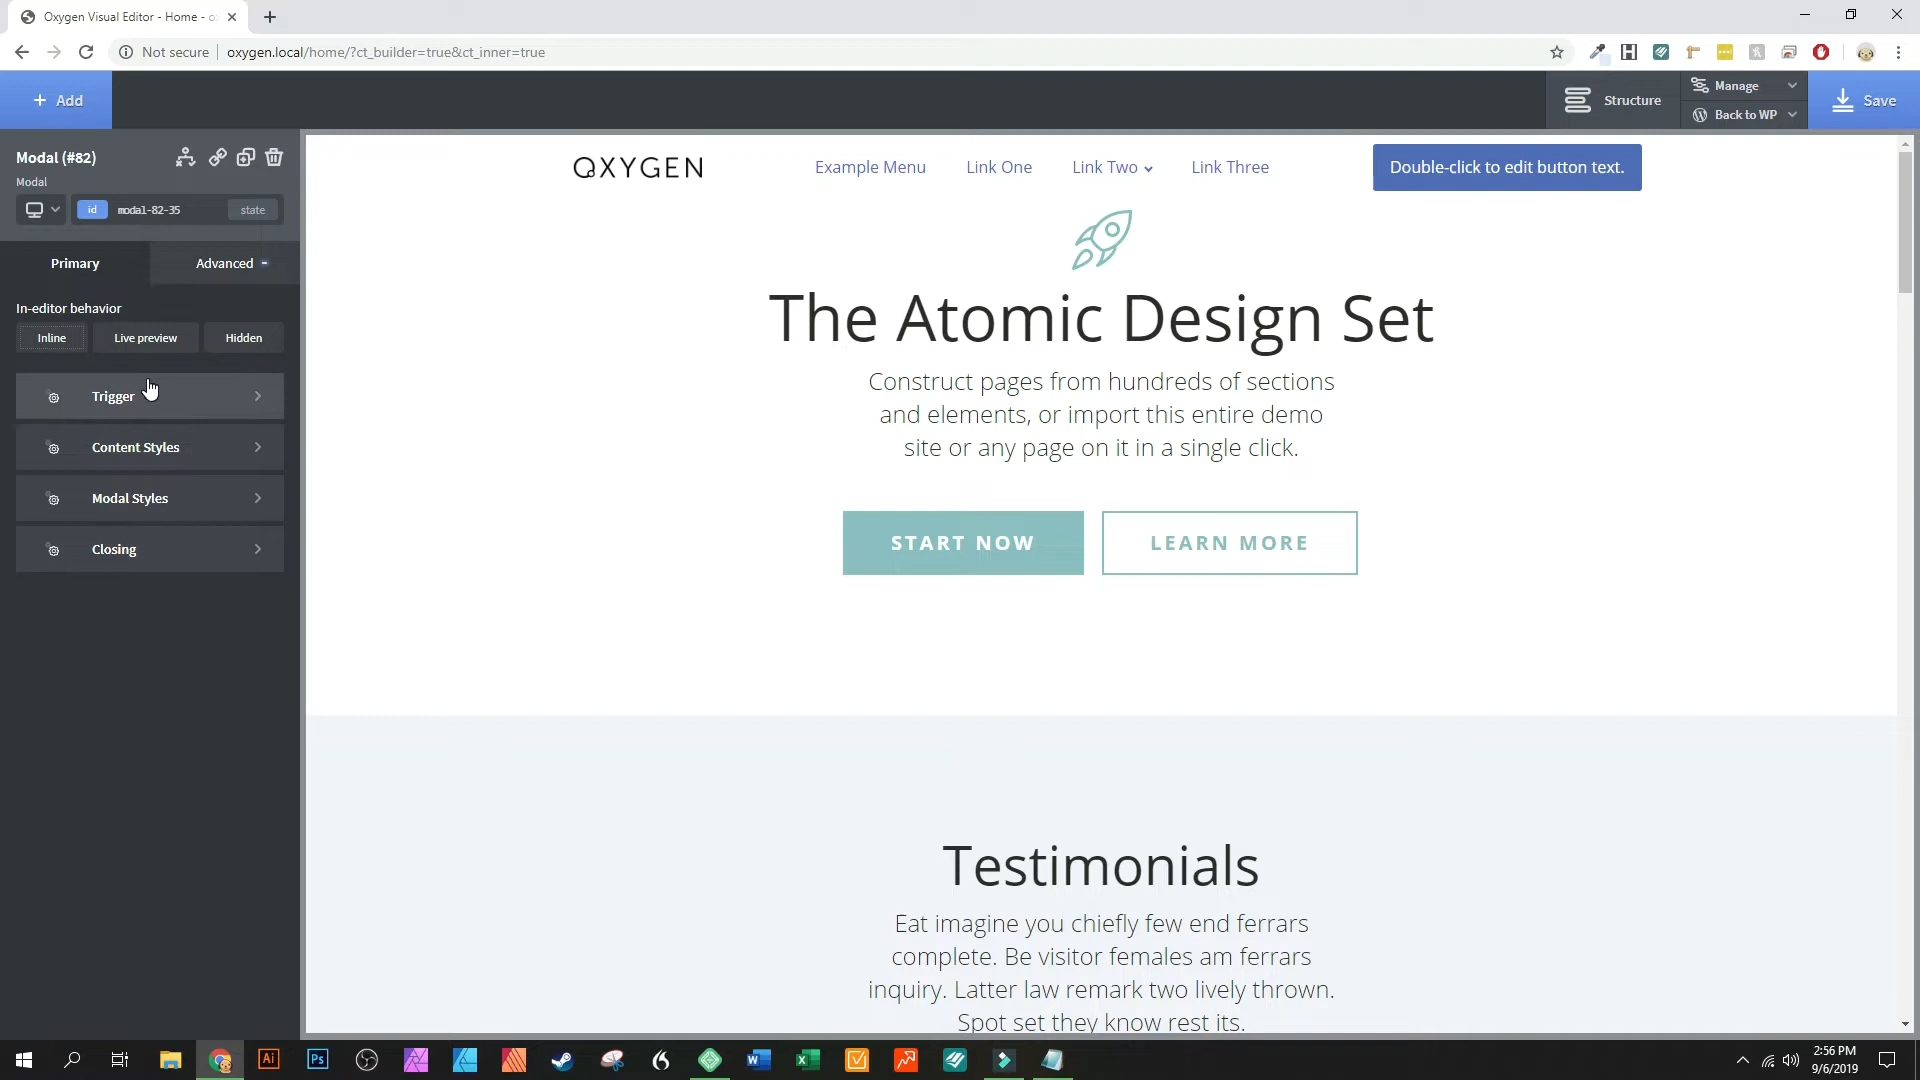 Oxygen Visual Editor - Home - o
Not secure
oxygen.local/home/?ct_builder=true&ct_inner=true
+ Add
Structure
Manage
Back to WP
Save
Modal (#82)
Modal
id
modal-82-35
state
Primary
Advanced
In-editor behavior
Inline
Live preview
Hidden
Trigger
Content Styles
Modal Styles
Closing
OXYGEN
Example Menu
Link One
Link Two
Link Three
Double-click to edit button text.
The Atomic Design Set
Construct pages from hundreds of sections
and elements, or import this entire demo
site or any page on it in a single click.
START NOW
LEARN MORE
Testimonials
Eat imagine you chiefly few end ferrars
complete. Be visitor females am ferrars
inquiry. Latter law remark two lively thrown.
Spot set they know rest its.
Ai
Ps
2:56 PM
9/6/2019